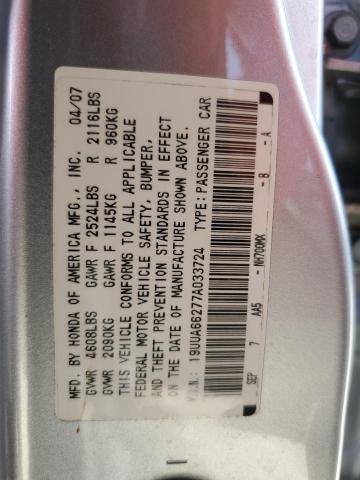 MFD. BY HONDA OF AMERICA MFG., INC. 04/07
GVWR 4608LBS GAWR F 2524LBS R 2116LBS
GVWR 2090KG GAWR F 1145KG R 960KG
THIS VEHICLE CONFORMS TO ALL APPLICABLE
FEDERAL MOTOR VEHICLE SAFETY, BUMPER,
AND THEFT PREVENTION STANDARDS IN EFFECT
ON THE DATE OF MANUFACTURE SHOWN ABOVE.
V.I.N.: 19UUA66277A033724 TYPE: PASSENGER CAR
SEP 7 AA5 - NH700MX - B - A